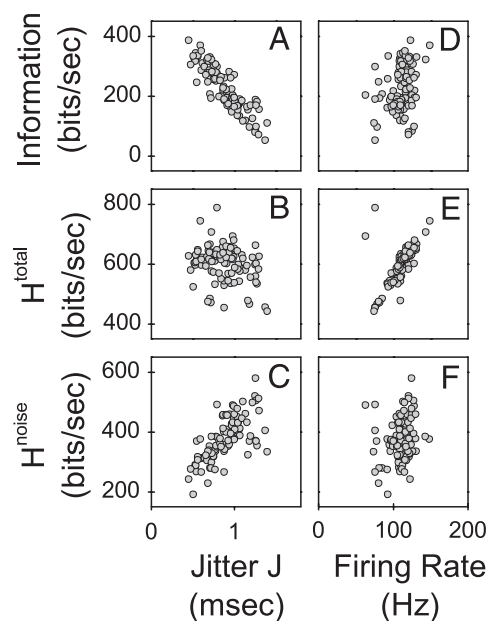 Information
(bits/sec)
400
200
0
A
D
H^total
(bits/sec)
800
600
400
B
E
H^noise
(bits/sec)
600
400
200
C
F
0
1
0
100
200
Jitter J
(msec)
Firing Rate
(Hz)